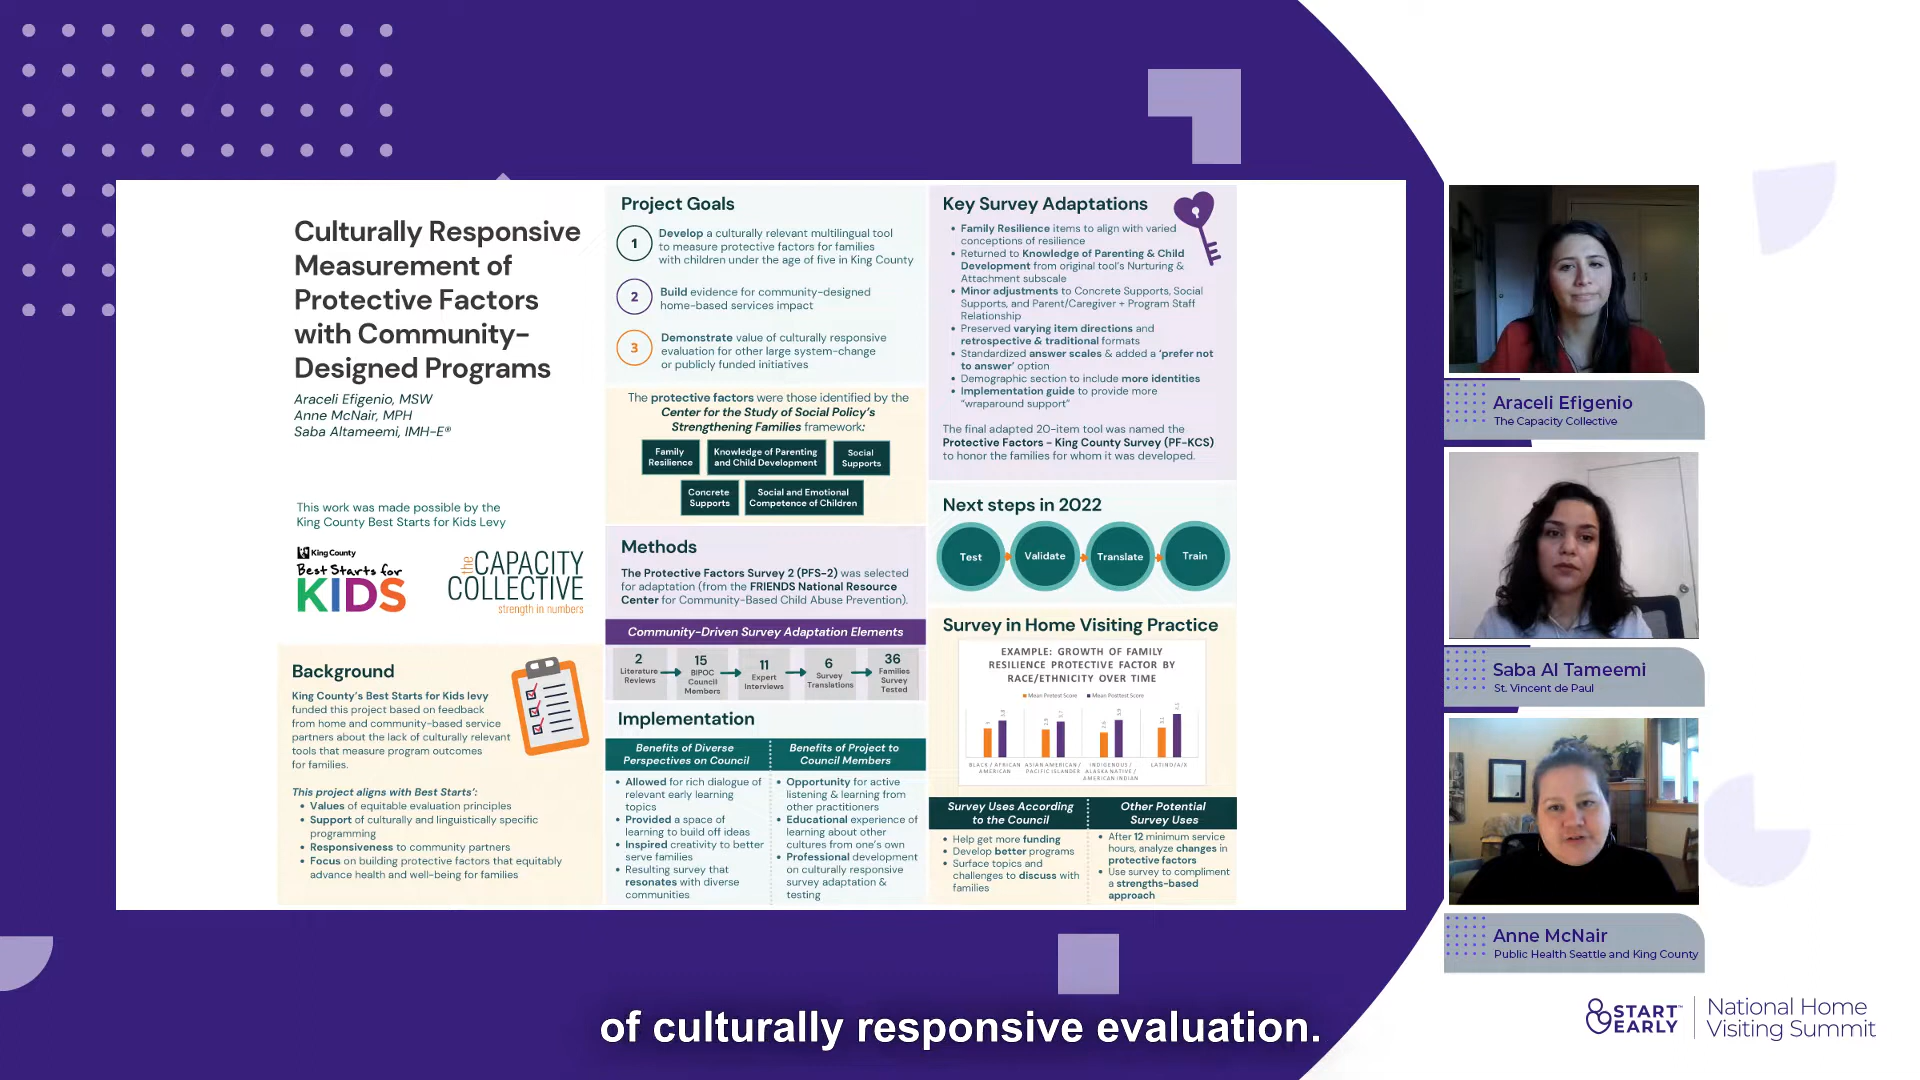 Culturally Responsive
Measurement of
Protective Factors
with Community-
Designed Programs
Araceli Efigenio, MSW
Anne McNair, MPH
Saba Altameemi, IMH-E®
This work was made possible by the
King County Best Starts for Kids Levy
King County
Best Starts for
KIDS
the
CAPACITY
COLLECTIVE
strength in numbers
Background
King County's Best Starts for Kids levy
funded this project based on feedback
from home and community-based service
partners about the lack of culturally relevant
tools that measure program outcomes
for families.
This project aligns with Best Starts':
• Values of equitable evaluation principles
• Support of culturally and linguistically specific
programming
• Responsiveness to community partners
• Focus on building protective factors that equitably
advance health and well-being for families
Project Goals
1
Develop a culturally relevant multilingual tool
to measure protective factors for families
with children under the age of five in King County
2
Build evidence for community-designed
home-based services impact
3
Demonstrate value of culturally responsive
evaluation for other large system-change
or publicly funded initiatives
The protective factors were those identified by the
Center for the Study of Social Policy's
Strengthening Families framework:
Family
Resilience
Knowledge of Parenting
and Child Development
Social
Supports
Concrete
Supports
Social and Emotional
Competence of Children
Methods
The Protective Factors Survey 2 (PFS-2) was selected
for adaptation (from the FRIENDS National Resource
Center for Community-Based Child Abuse Prevention).
Community-Driven Survey Adaptation Elements
2
Literature
Reviews
15
BIPOC
Council
Members
11
Expert
Interviews
6
Survey
Translations
36
Families
Survey
Tested
Implementation
Benefits of Diverse
Perspectives on Council
• Allowed for rich dialogue of
relevant early learning
topics
• Provided a space of
learning to build off ideas
• Inspired creativity to better
serve families
• Resulting survey that
resonates with diverse
communities
Benefits of Project to
Council Members
• Opportunity for active
listening & learning from
other practitioners
• Educational experience of
learning about other
cultures from one's own
• Professional development
on culturally responsive
survey adaptation &
testing
Key Survey Adaptations
• Family Resilience items to align with varied
conceptions of resilience
• Returned to Knowledge of Parenting & Child
Development from original tool's Nurturing &
Attachment subscale
• Minor adjustments to Concrete Supports, Social
Supports, and Parent/Caregiver + Program Staff
Relationship
• Preserved varying item directions and
retrospective & traditional formats
• Standardized answer scales & added a 'prefer not
to answer' option
• Demographic section to include more identities
• Implementation guide to provide more
"wraparound support"
The final adapted 20-item tool was named the
Protective Factors - King County Survey (PF-KCS)
to honor the families for whom it was developed.
Next steps in 2022
Test
Validate
Translate
Train
Survey in Home Visiting Practice
EXAMPLE: GROWTH OF FAMILY
RESILIENCE PROTECTIVE FACTOR BY
RACE/ETHNICITY OVER TIME
Mean Pretest Score
Mean Posttest Score
BLACK / AFRICAN
AMERICAN
ASIAN AMERICAN /
PACIFIC ISLANDER
INDIGENOUS /
ALASKA NATIVE /
AMERICAN INDIAN
LATINO/A/X
Survey Uses According
to the Council
• Help get more funding
• Develop better programs
• Surface topics and
challenges to discuss with
families
Other Potential
Survey Uses
• After 12 minimum service
hours, analyze changes in
protective factors
• Use survey to compliment
a strengths-based
approach
Araceli Efigenio
The Capacity Collective
Saba Al Tameemi
St. Vincent de Paul
Anne McNair
Public Health Seattle and King County
START™
EARLY
National Home
Visiting Summit
of culturally responsive evaluation.